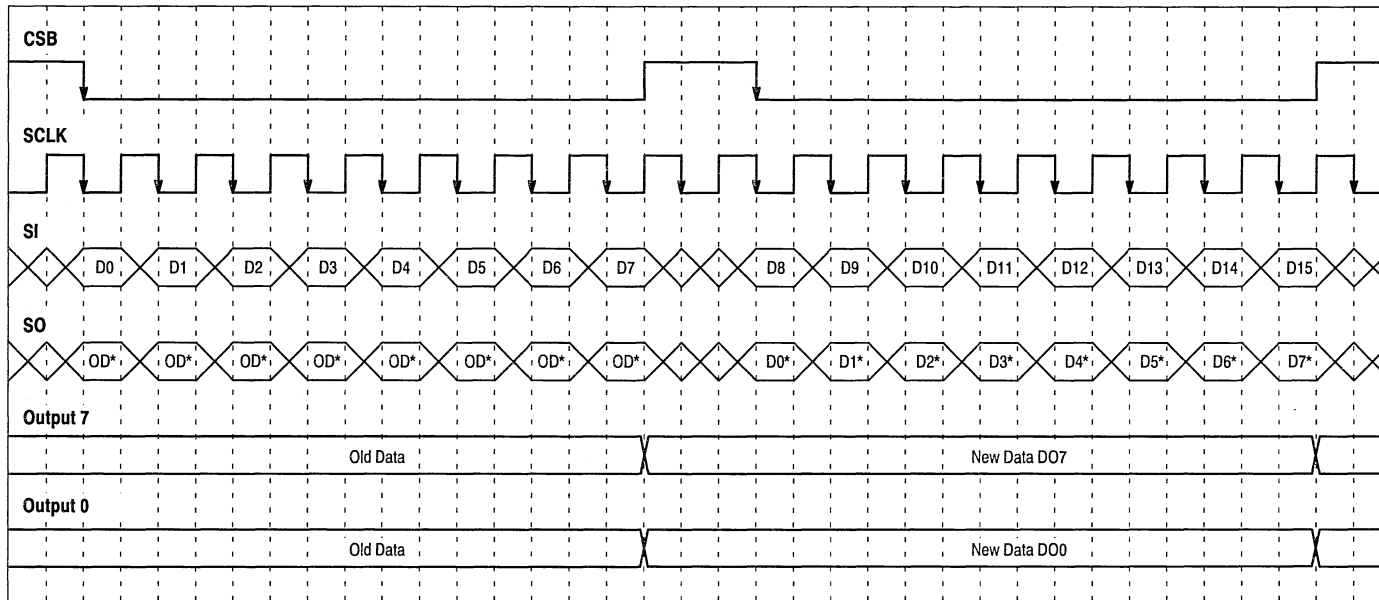 CSB
SCLK
SI
D0 D1 D2 D3 D4 D5 D6 D7 D8 D9 D10 D11 D12 D13 D14 D15
SO
OD* OD* OD* OD* OD* OD* OD* OD* D0* D1* D2* D3* D4* D5* D6* D7*
Output 7
Old Data New Data DO7
Output 0
Old Data New Data DO0